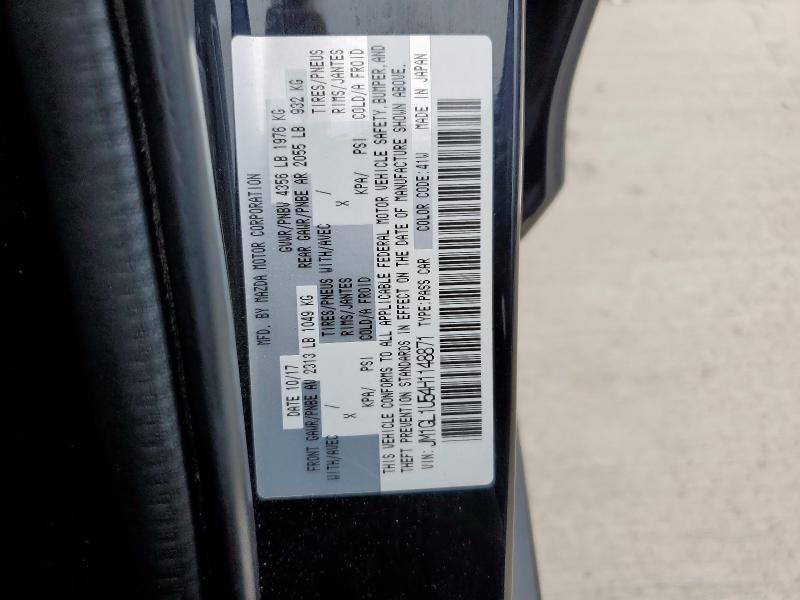 MFD. BY MAZDA MOTOR CORPORATION
DATE 10/17 GVWR/PNBV 4356 LB 1976 KG
FRONT GAWR/PNBE AV 2313 LB 1049 KG REAR GAWR/PNBE AR 2055 LB 932 KG
WITH/AVEC / TIRES/PNEUS WITH/AVEC / TIRES/PNEUS
X RIMS/JANTES X RIMS/JANTES
KPA/ PSI COLD/A FROID KPA/ PSI COLD/A FROID
THIS VEHICLE CONFORMS TO ALL APPLICABLE FEDERAL MOTOR VEHICLE SAFETY, BUMPER, AND
THEFT PREVENTION STANDARDS IN EFFECT ON THE DATE OF MANUFACTURE SHOWN ABOVE.
VIN: JM1GL1U54H1148871 TYPE:PASS CAR COLOR CODE:41W MADE IN JAPAN